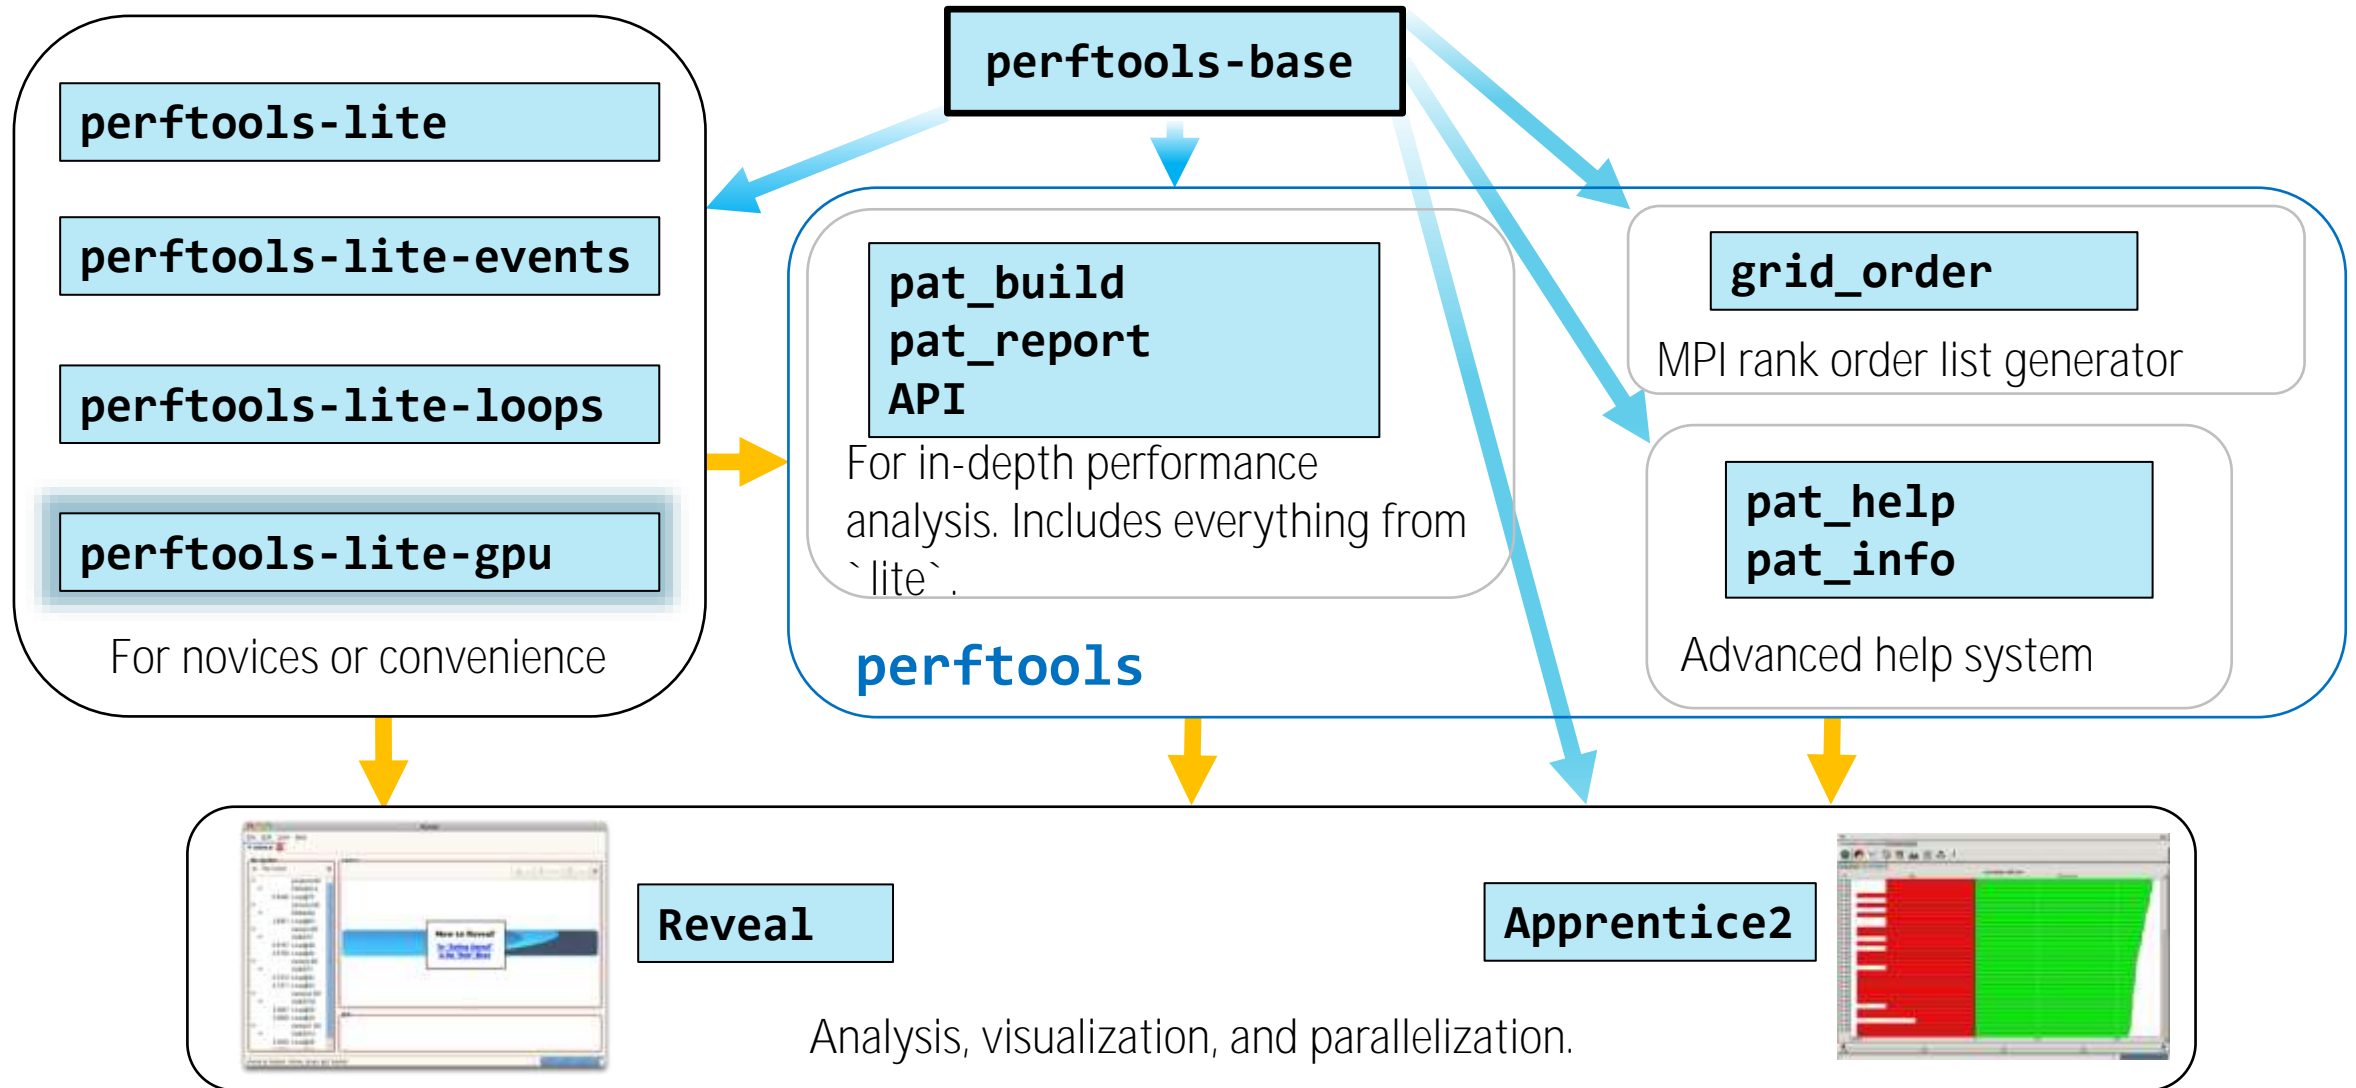 perftools-base
perftools-lite
perftools-lite-events
perftools-lite-loops
perftools-lite-gpu
For novices or convenience
pat_build
pat_report
API
For in-depth performance
analysis. Includes everything from
`lite`.
perftools
grid_order
MPI rank order list generator
pat_help
pat_info
Advanced help system
Reveal
Apprentice2
Analysis, visualization, and parallelization.